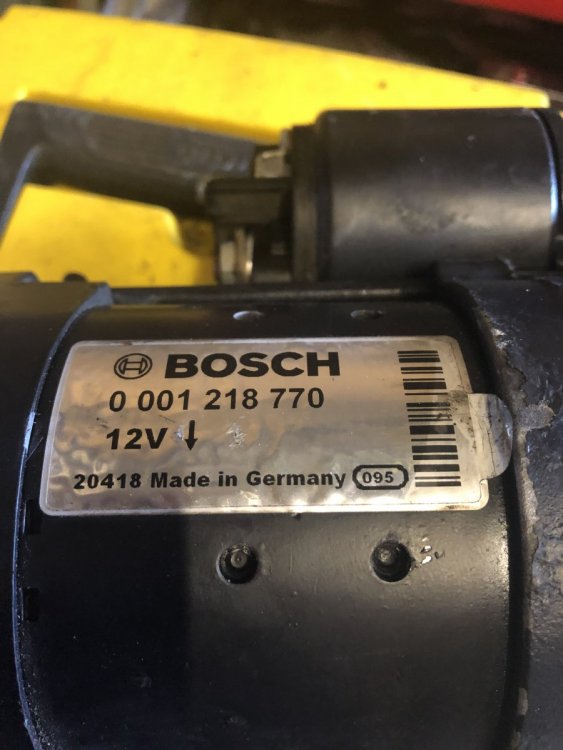 BOSCH
0 001 218 770
12V ↓
20418 Made in Germany 095